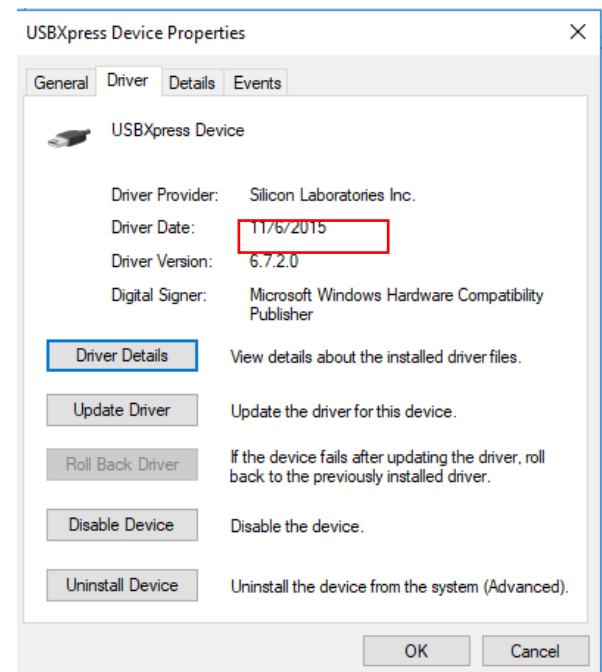 USBXpress Device Properties
General Driver Details Events
USBXpress Device
Driver Provider: Silicon Laboratories Inc.
Driver Date: 11/6/2015
Driver Version: 6.7.2.0
Digital Signer: Microsoft Windows Hardware Compatibility
Publisher
Driver Details View details about the installed driver files.
Update Driver Update the driver for this device.
Roll Back Driver If the device fails after updating the driver, roll
back to the previously installed driver.
Disable Device Disable the device.
Uninstall Device Uninstall the device from the system (Advanced).
OK Cancel